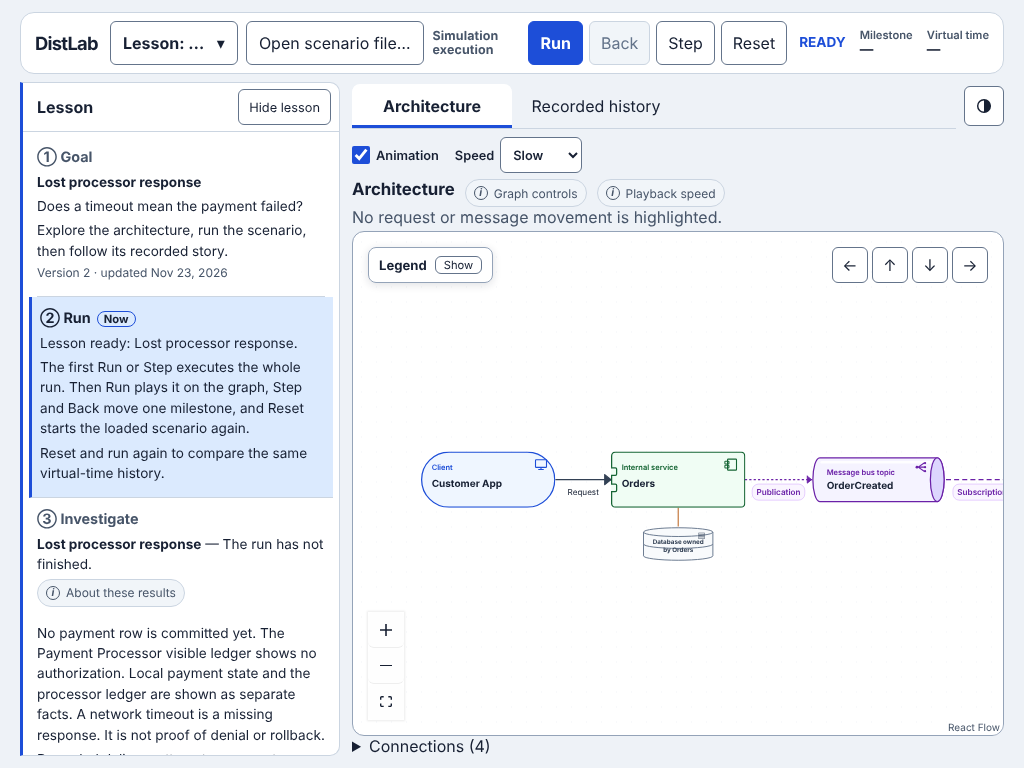 DistLab
Lesson: ... ▾
Open scenario file...
Simulation
execution
Run
Back
Step
Reset
READY
Milestone
—
Virtual time
—
Lesson
Hide lesson
1 Goal
Lost processor response
Does a timeout mean the payment failed?
Explore the architecture, run the scenario,
then follow its recorded story.
Version 2 · updated Nov 23, 2026
2 Run Now
Lesson ready: Lost processor response.
The first Run or Step executes the whole
run. Then Run plays it on the graph, Step
and Back move one milestone, and Reset
starts the loaded scenario again.
Reset and run again to compare the same
virtual-time history.
3 Investigate
Lost processor response — The run has not
finished.
i About these results
No payment row is committed yet. The
Payment Processor visible ledger shows no
authorization. Local payment state and the
processor ledger are shown as separate
facts. A network timeout is a missing
response. It is not proof of denial or rollback.
Architecture
Recorded history
Animation
Speed
Slow
Architecture
i Graph controls
i Playback speed
No request or message movement is highlighted.
Legend
Show
← ↑ ↓ →
Client
Customer App
Request
Internal service
Orders
Publication
Message bus topic
OrderCreated
Subscription
Database owned
by Orders
+
−
React Flow
▶ Connections (4)